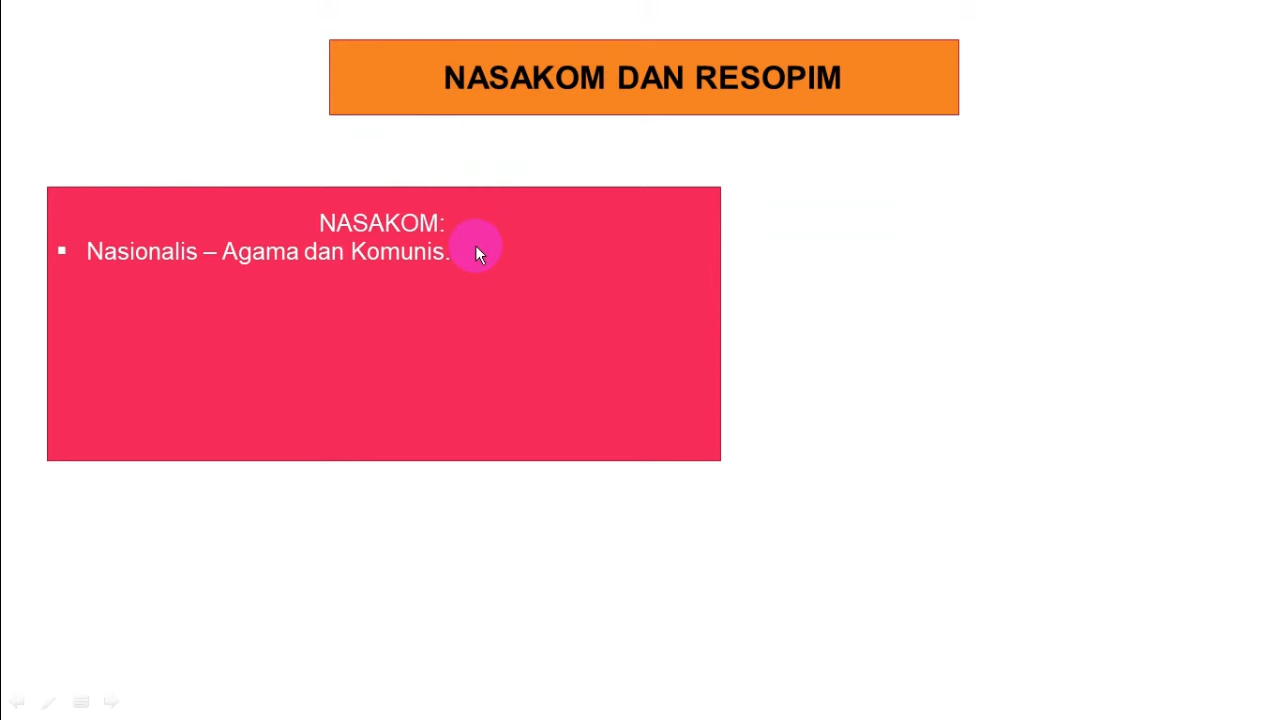 NASAKOM DAN RESOPIM
NASAKOM:
▪ Nasionalis – Agama dan Komunis.